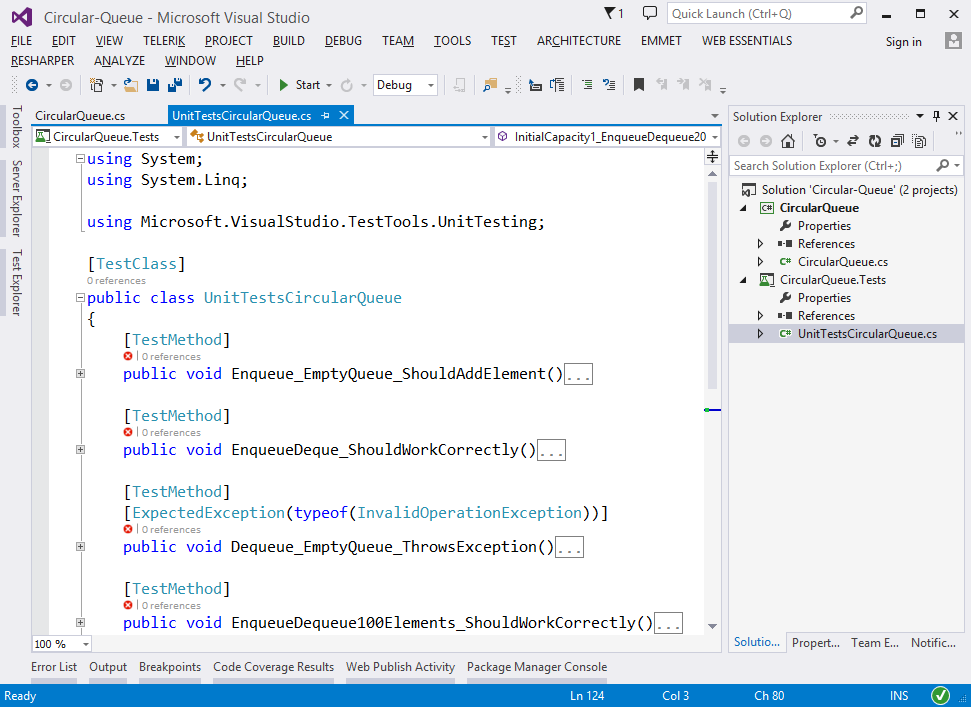 Circular-Queue - Microsoft Visual Studio
1
Quick Launch (Ctrl+Q)
FILE EDIT VIEW TELERIK PROJECT BUILD DEBUG TEAM TOOLS TEST ARCHITECTURE EMMET WEB ESSENTIALS Sign in
RESHARPER ANALYZE WINDOW HELP
Start Debug
Toolbox
Server Explorer
Test Explorer
CircularQueue.cs UnitTestsCircularQueue.cs
CircularQueue.Tests UnitTestsCircularQueue InitialCapacity1_EnqueueDequeue20
using System;
using System.Linq;
using Microsoft.VisualStudio.TestTools.UnitTesting;
[TestClass]
0 references
public class UnitTestsCircularQueue
{
[TestMethod]
0 references
public void Enqueue_EmptyQueue_ShouldAddElement()...
[TestMethod]
0 references
public void EnqueueDeque_ShouldWorkCorrectly()...
[TestMethod]
[ExpectedException(typeof(InvalidOperationException))]
0 references
public void Dequeue_EmptyQueue_ThrowsException()...
[TestMethod]
0 references
public void EnqueueDequeue100Elements_ShouldWorkCorrectly()...
100 %
Solution Explorer
Search Solution Explorer (Ctrl+;)
Solution 'Circular-Queue' (2 projects)
C# CircularQueue
Properties
References
C# CircularQueue.cs
CircularQueue.Tests
Properties
References
C# UnitTestsCircularQueue.cs
Solutio... Propert... Team E... Notific...
Error List Output Breakpoints Code Coverage Results Web Publish Activity Package Manager Console
Ready Ln 124 Col 3 Ch 80 INS